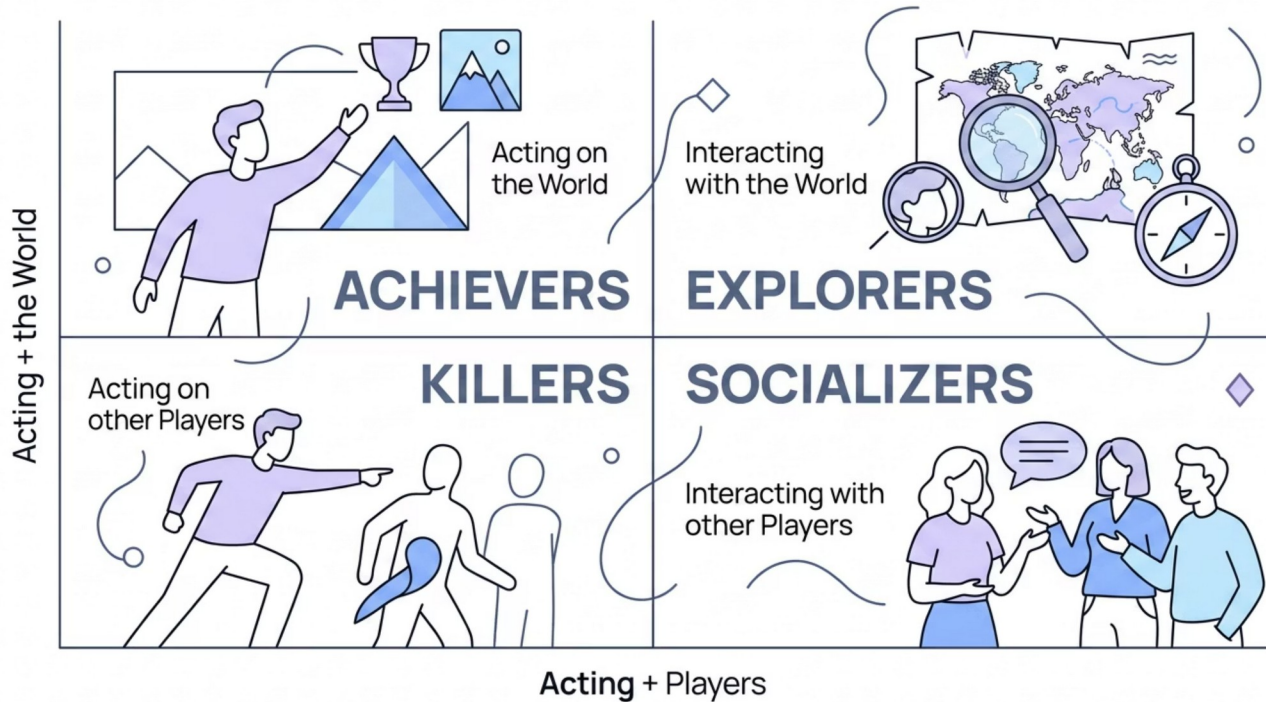 Acting + the World
Acting on
the World
ACHIEVERS
Interacting
with the World
EXPLORERS
KILLERS
Acting on
other Players
SOCIALIZERS
Interacting with
other Players
Acting + Players